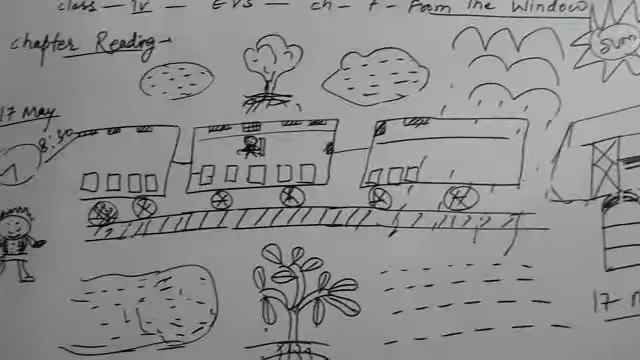 class - IV - EVS - ch - 7 - From the Window
chapter Reading
Sun
17 May
8:30
17 M